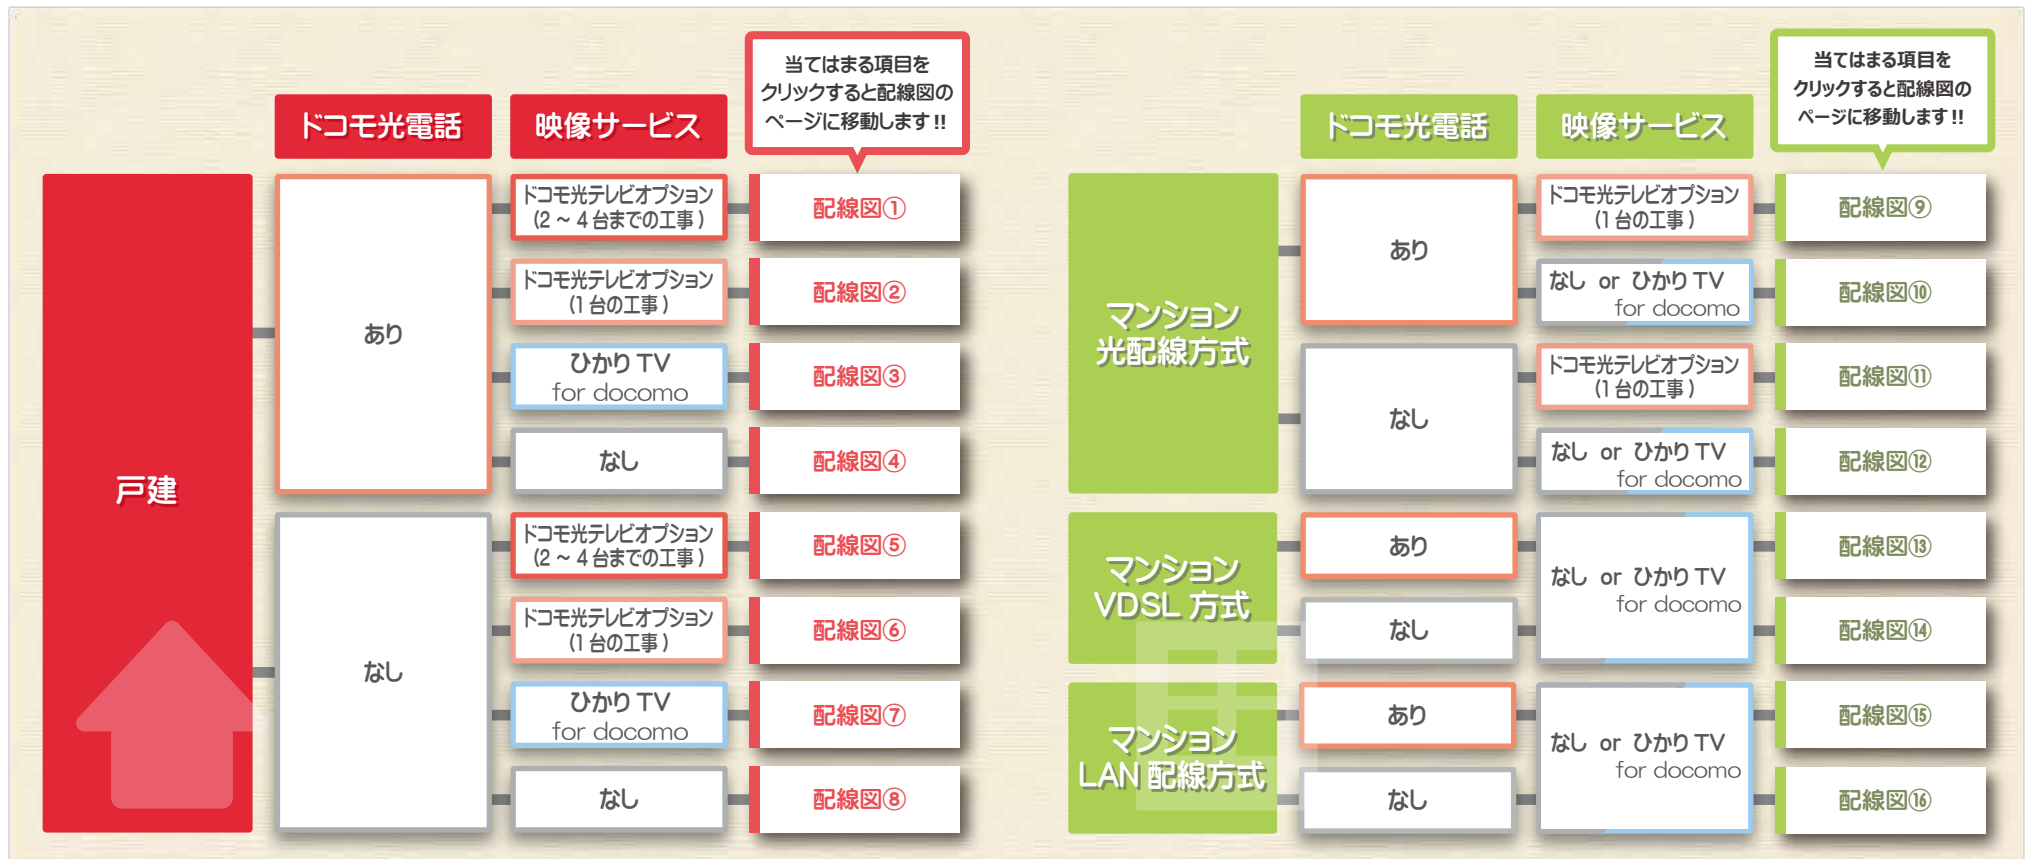 当てはまる項目を
クリックすると配線図の
ページに移動します!!
ドコモ光電話
映像サービス
戸建
あり
ドコモ光テレビオプション
(2～4台までの工事)
配線図①
ドコモ光テレビオプション
(1台の工事)
配線図②
ひかりTV
for docomo
配線図③
なし
配線図④
なし
ドコモ光テレビオプション
(2～4台までの工事)
配線図⑤
ドコモ光テレビオプション
(1台の工事)
配線図⑥
ひかりTV
for docomo
配線図⑦
なし
配線図⑧
当てはまる項目を
クリックすると配線図の
ページに移動します!!
ドコモ光電話
映像サービス
マンション
光配線方式
あり
ドコモ光テレビオプション
(1台の工事)
配線図⑨
なし or ひかりTV
for docomo
配線図⑩
なし
ドコモ光テレビオプション
(1台の工事)
配線図⑪
なし or ひかりTV
for docomo
配線図⑫
マンション
VDSL方式
あり
なし
なし or ひかりTV
for docomo
配線図⑬
配線図⑭
マンション
LAN配線方式
あり
なし
なし or ひかりTV
for docomo
配線図⑮
配線図⑯